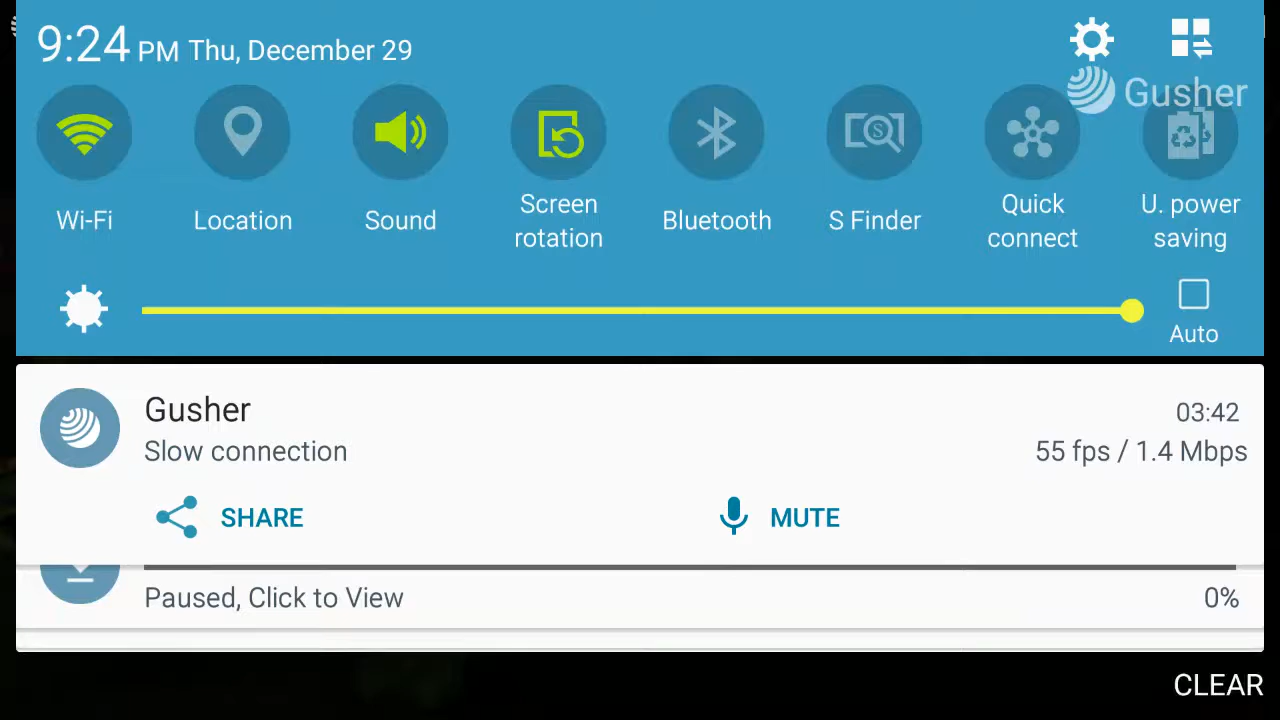 9:24 PM Thu, December 29
Gusher
Wi-Fi
Location
Sound
Screen
rotation
Bluetooth
S Finder
Quick
connect
U. power
saving
Auto
Gusher
03:42
Slow connection
55 fps / 1.4 Mbps
SHARE
MUTE
Paused, Click to View
0%
CLEAR